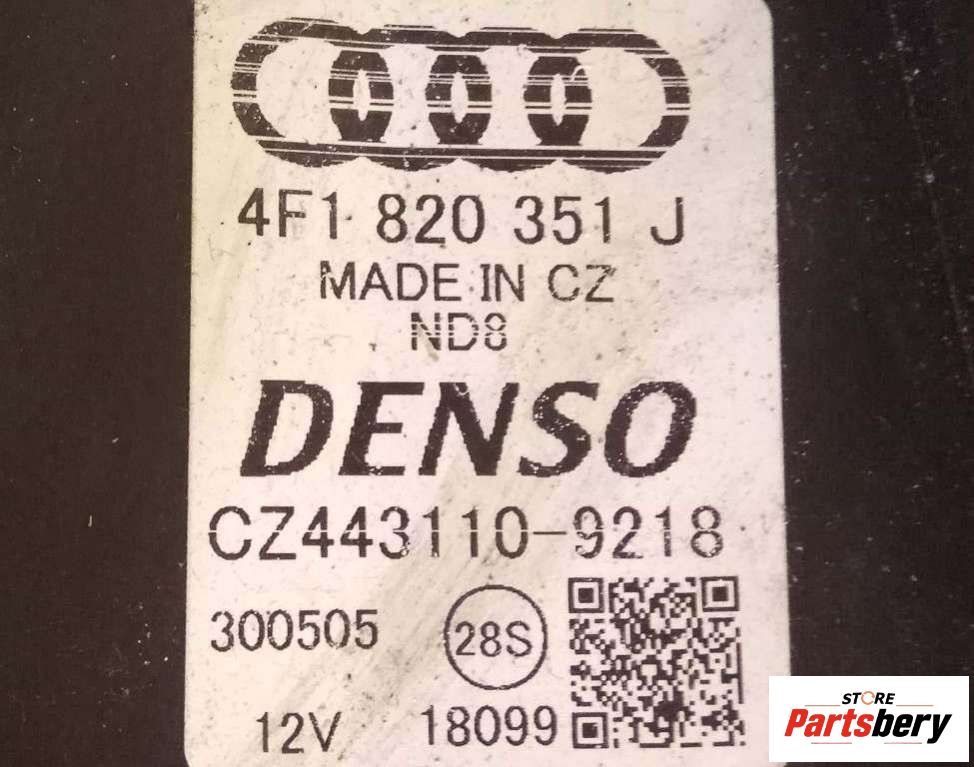 4F1 820 351 J
MADE IN CZ
ND8
DENSO
CZ443110-9218
300505
28S
12V
18099
STORE
Partsbery